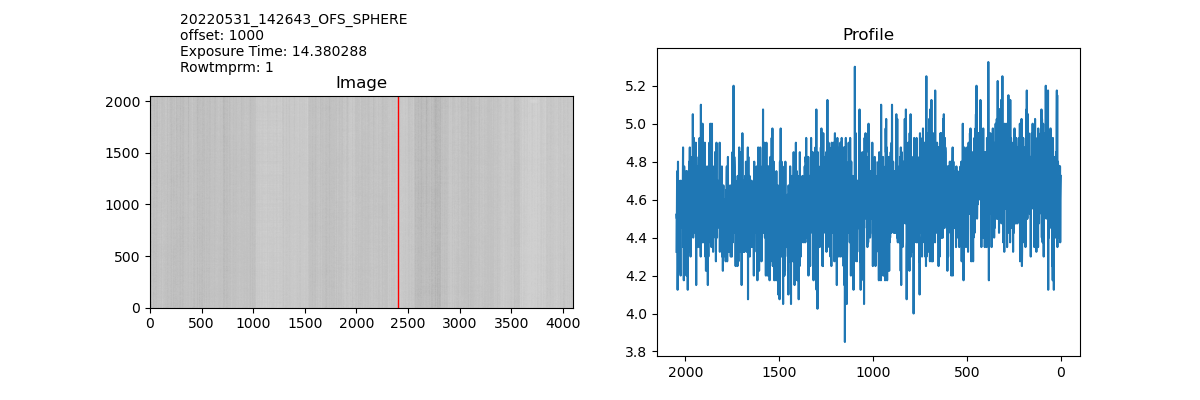 20220531_142643_OFS_SPHERE
offset: 1000
Exposure Time: 14.380288
Rowtmprm: 1
Image
2000
1500
1000
500
0
0 500 1000 1500 2000 2500 3000 3500 4000
Profile
5.2
5.0
4.8
4.6
4.4
4.2
4.0
3.8
2000 1500 1000 500 0